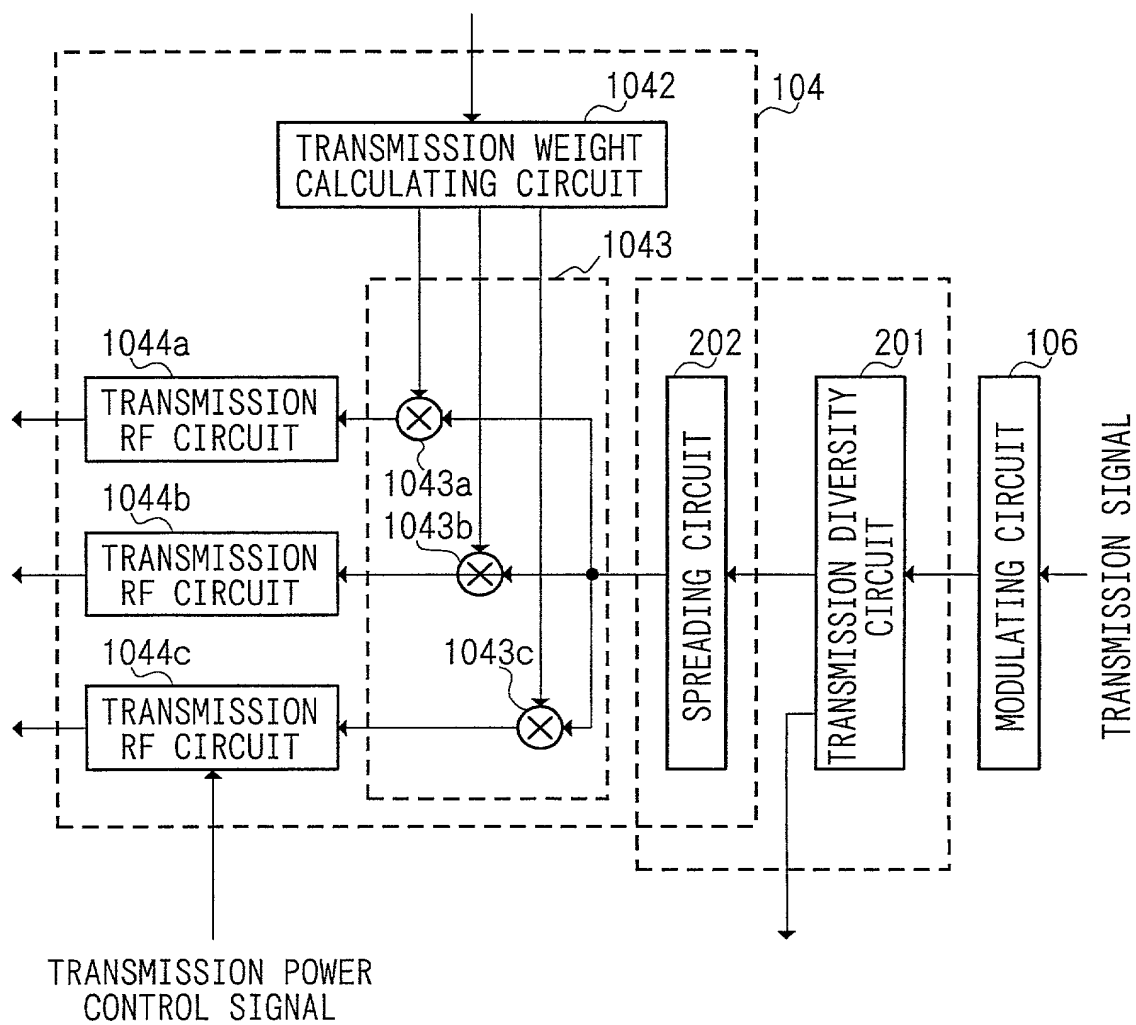 1042
104
TRANSMISSION WEIGHT
CALCULATING CIRCUIT
1043
1044a
202
201
106
TRANSMISSION
RF CIRCUIT
1043a
1044b
1043b
TRANSMISSION
RF CIRCUIT
1044c
1043c
TRANSMISSION
RF CIRCUIT
SPREADING CIRCUIT
TRANSMISSION DIVERSITY
CIRCUIT
MODULATING CIRCUIT
TRANSMISSION SIGNAL
TRANSMISSION POWER
CONTROL SIGNAL